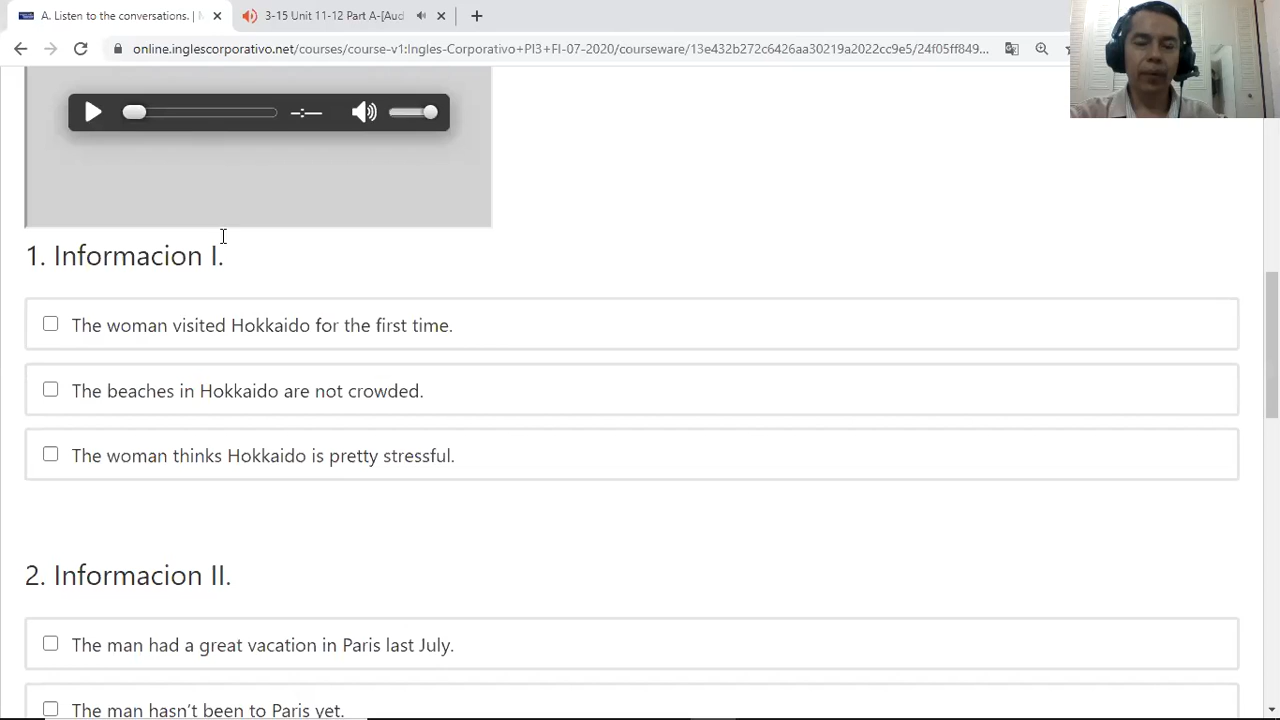 A. Listen to the conversations. |
3-15 Unit 11-12 Part A-[Aud
online.inglescorporativo.net/courses/course-v1:Ingles-Corporativo+PI3+FI-07-2020/courseware/13e432b272c6426aa30219a2022cc9e5/24f05ff849...
-:--
1. Informacion I.
The woman visited Hokkaido for the first time.
The beaches in Hokkaido are not crowded.
The woman thinks Hokkaido is pretty stressful.
2. Informacion II.
The man had a great vacation in Paris last July.
The man hasn't been to Paris yet.